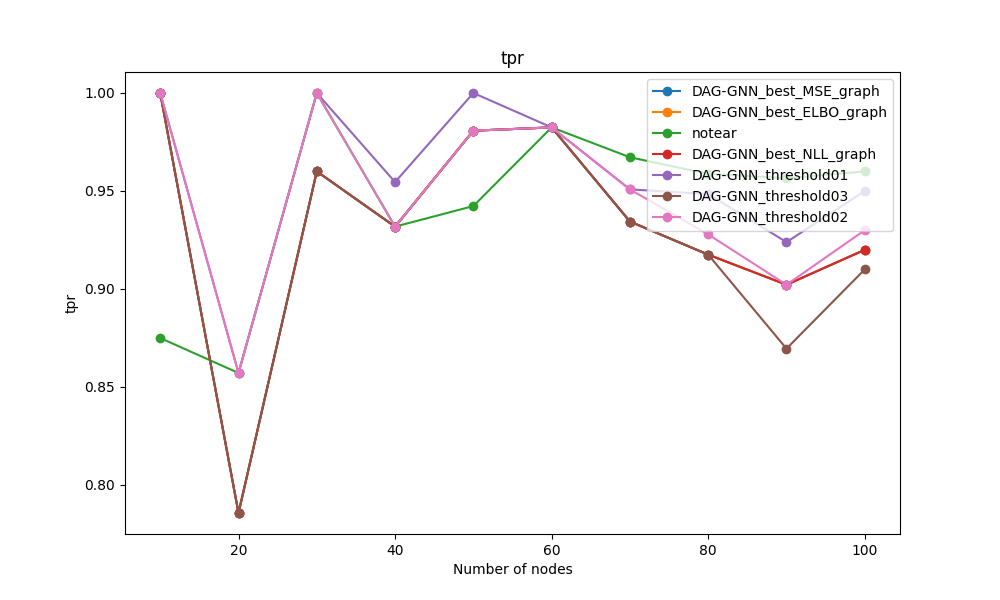 tpr
1.00
0.95
0.90
0.85
0.80
tpr
20
40
60
80
100
Number of nodes
DAG-GNN_best_MSE_graph
DAG-GNN_best_ELBO_graph
notear
DAG-GNN_best_NLL_graph
DAG-GNN_threshold01
DAG-GNN_threshold03
DAG-GNN_threshold02